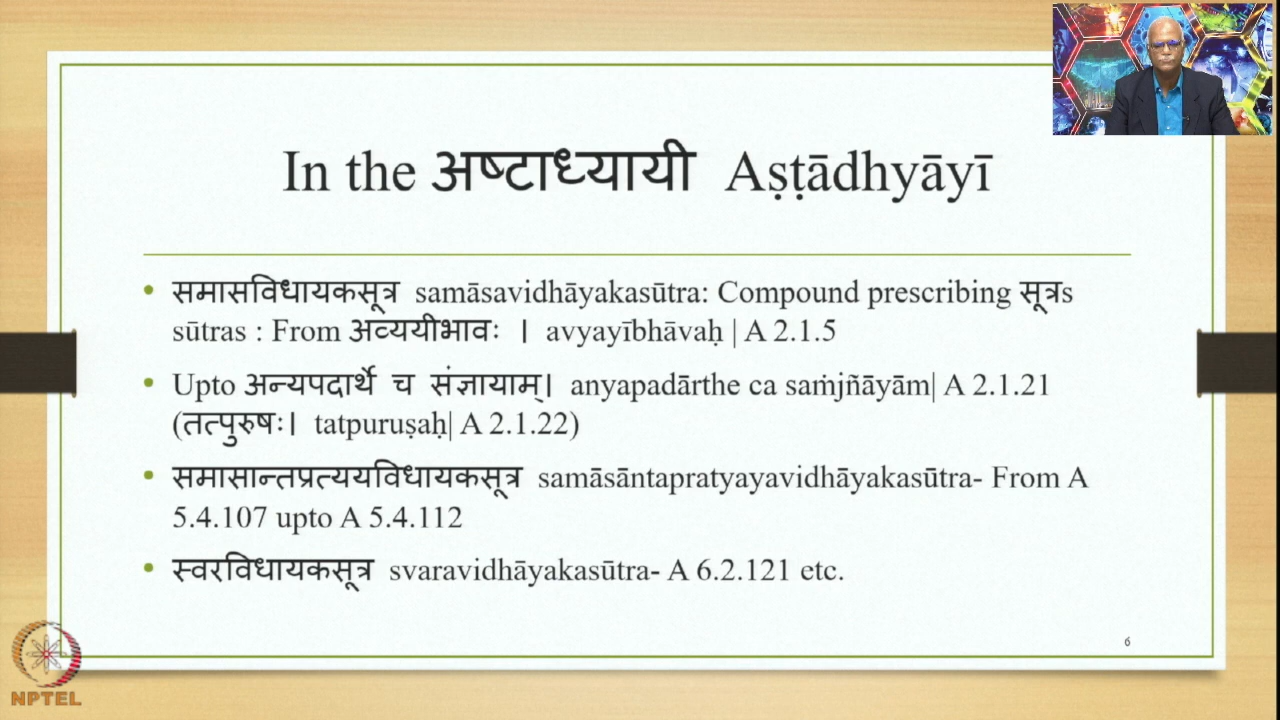 In the अष्टाध्यायी Aṣṭādhyāyī
• समासविधायकसूत्र samāsavidhāyakasūtra: Compound prescribing सूत्रs
sūtras : From अव्ययीभावः । avyayībhāvaḥ | A 2.1.5
• Upto अन्यपदार्थे च संज्ञायाम्। anyapadārthe ca saṁjñāyām| A 2.1.21
(तत्पुरुषः। tatpuruṣaḥ| A 2.1.22)
• समासान्तप्रत्ययविधायकसूत्र samāsāntapratyayavidhāyakasūtra- From A
5.4.107 upto A 5.4.112
• स्वरविधायकसूत्र svaravidhāyakasūtra- A 6.2.121 etc.
6
NPTEL